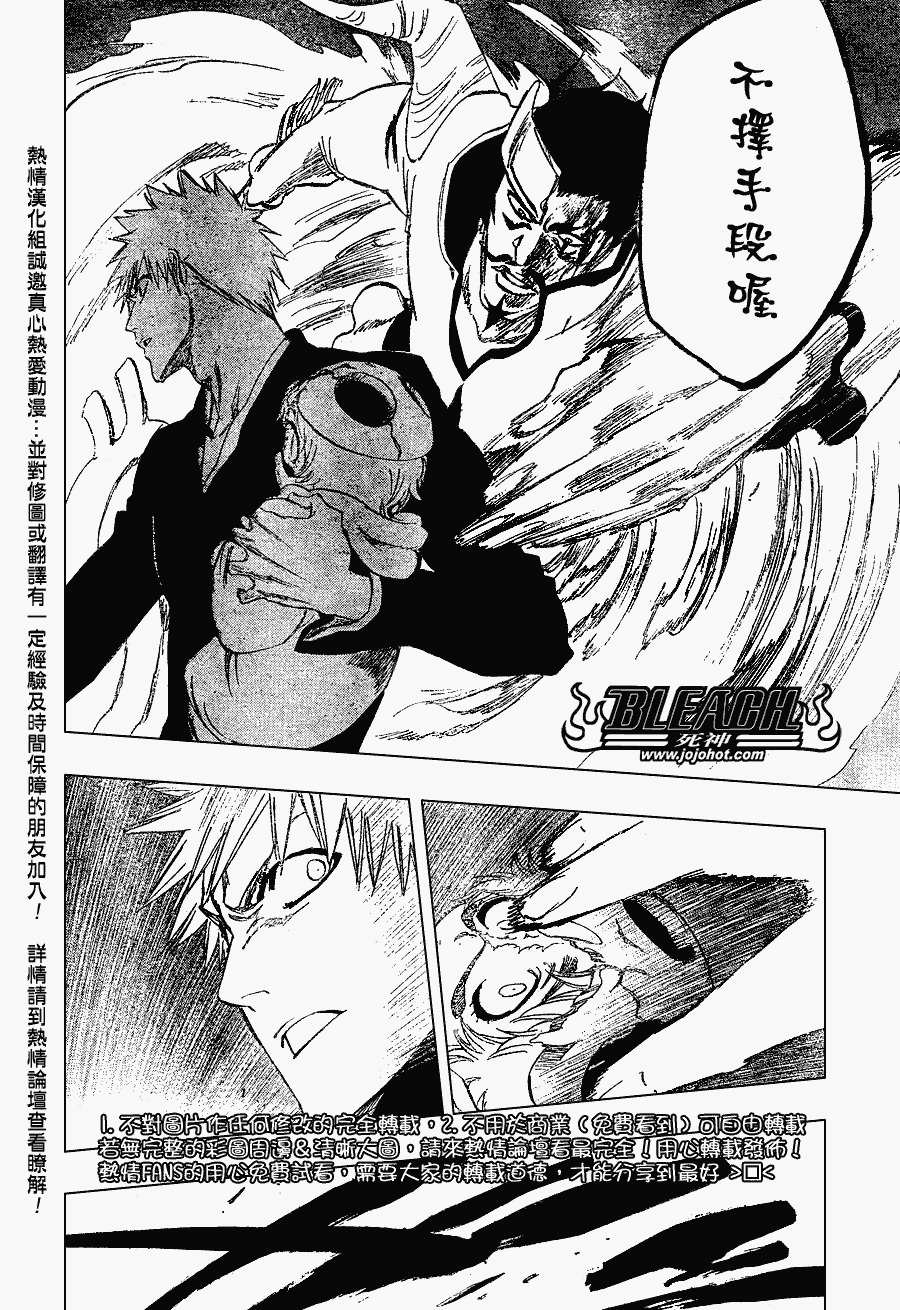 不擇手段喔
熱情漢化組誠邀真心熱愛動漫…並對修圖或翻譯有一定經驗及時間保障的朋友加入！ 詳情請到熱情論壇查看瞭解！
BLEACH
死神
www.jojohot.com
1.不對圖片作任何修改的完全轉載，2.不用於商業（免費看到）可自由轉載
若無完整的彩圖周邊&清晰大圖，請來熱情論壇看最完全！用心轉載發佈！
熱情FANS的用心免費試看，需要大家的轉載道德，才能分享到最好 >□<